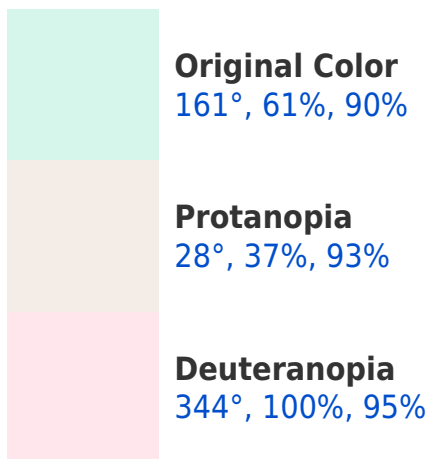 Original Color
161°, 61%, 90%
Protanopia
28°, 37%, 93%
Deuteranopia
344°, 100%, 95%